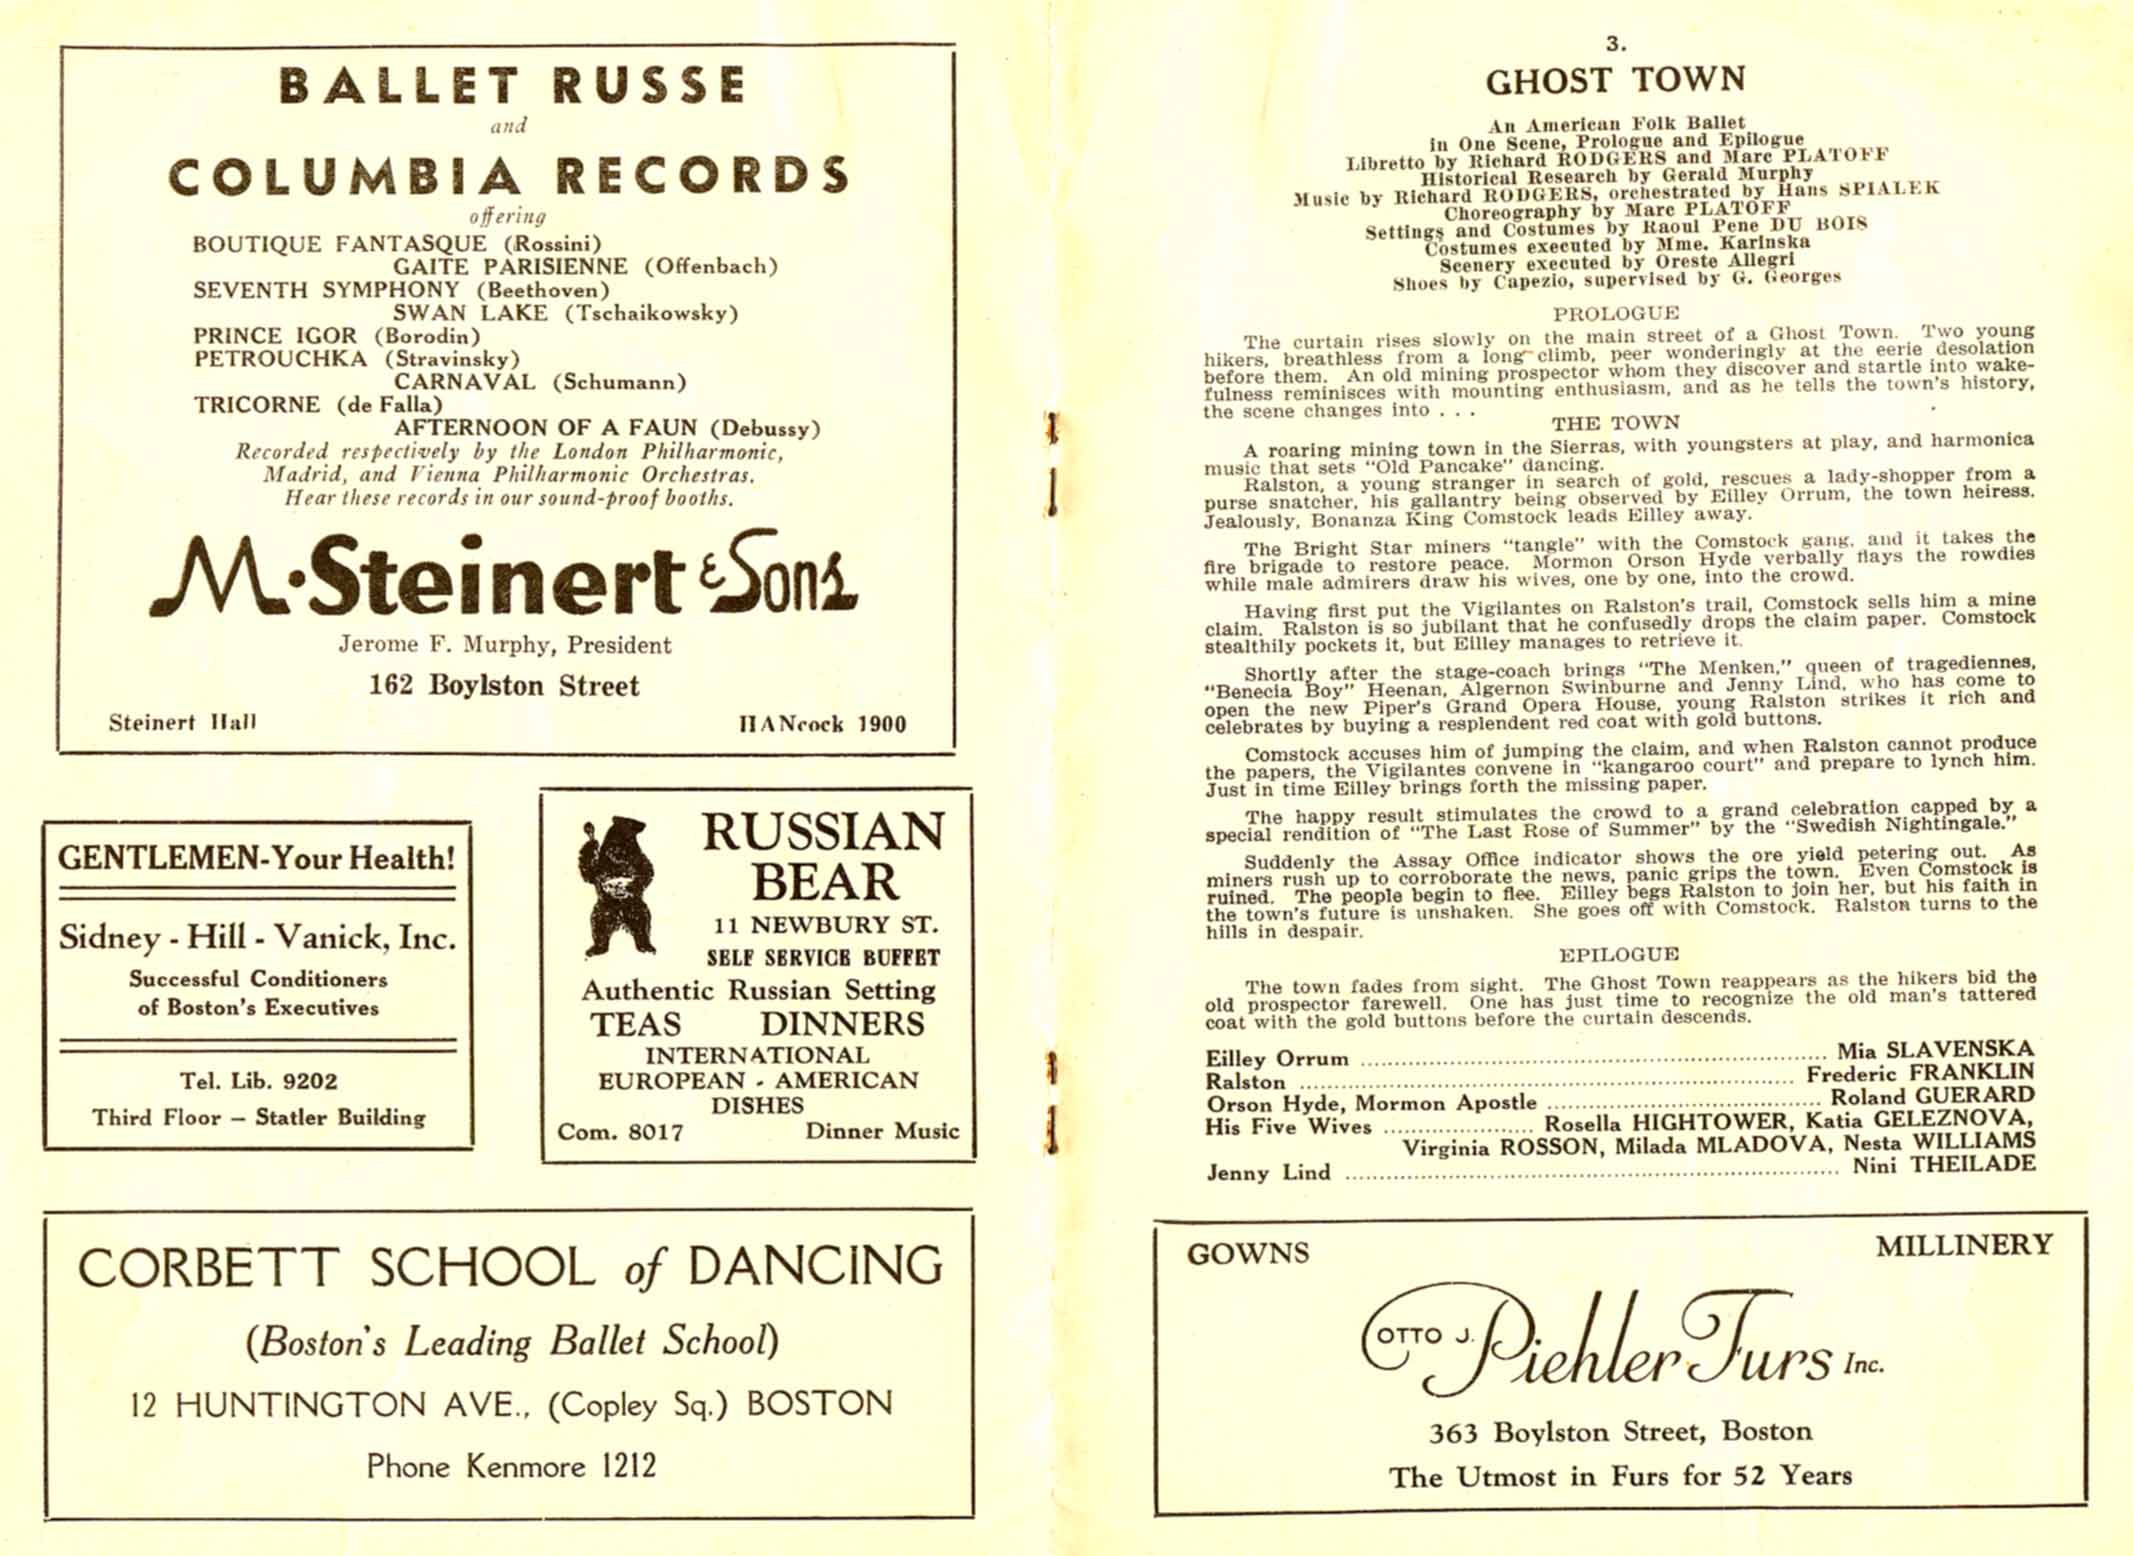 BALLET RUSSE
and
COLUMBIA RECORDS
offering
BOUTIQUE FANTASQUE (Rossini)
GAITE PARISIENNE (Offenbach)
SEVENTH SYMPHONY (Beethoven)
SWAN LAKE (Tschaikowsky)
PRINCE IGOR (Borodin)
PETROUCHKA (Stravinsky)
CARNAVAL (Schumann)
TRICORNE (de Falla)
AFTERNOON OF A FAUN (Debussy)
Recorded respectively by the London Philharmonic,
Madrid, and Vienna Philharmonic Orchestras.
Hear these records in our sound-proof booths.
M. Steinert & Sons
Jerome F. Murphy, President
162 Boylston Street
Steinert Hall HANcock 1900
GENTLEMEN-Your Health!
Sidney - Hill - Vanick, Inc.
Successful Conditioners
of Boston's Executives
Tel. Lib. 9202
Third Floor — Statler Building
RUSSIAN
BEAR
11 NEWBURY ST.
SELF SERVICE BUFFET
Authentic Russian Setting
TEAS DINNERS
INTERNATIONAL
EUROPEAN - AMERICAN
DISHES
Com. 8017 Dinner Music
CORBETT SCHOOL of DANCING
(Boston's Leading Ballet School)
12 HUNTINGTON AVE., (Copley Sq.) BOSTON
Phone Kenmore 1212
3.
GHOST TOWN
An American Folk Ballet
in One Scene, Prologue and Epilogue
Libretto by Richard RODGERS and Marc PLATOFF
Historical Research by Gerald Murphy
Music by Richard RODGERS, orchestrated by Hans SPIALEK
Choreography by Marc PLATOFF
Settings and Costumes by Raoul Pene DU BOIS
Costumes executed by Mme. Karinska
Scenery executed by Oreste Allegri
Shoes by Capezio, supervised by G. Georges
PROLOGUE
The curtain rises slowly on the main street of a Ghost Town. Two young
hikers, breathless from a long climb, peer wonderingly at the eerie desolation
before them. An old mining prospector whom they discover and startle into wake-
fulness reminisces with mounting enthusiasm, and as he tells the town's history,
the scene changes into . . .
THE TOWN
A roaring mining town in the Sierras, with youngsters at play, and harmonica
music that sets "Old Pancake" dancing.
Ralston, a young stranger in search of gold, rescues a lady-shopper from a
purse snatcher, his gallantry being observed by Eilley Orrum, the town heiress.
Jealously, Bonanza King Comstock leads Eilley away.
The Bright Star miners "tangle" with the Comstock gang, and it takes the
fire brigade to restore peace. Mormon Orson Hyde verbally flays the rowdies
while male admirers draw his wives, one by one, into the crowd.
Having first put the Vigilantes on Ralston's trail, Comstock sells him a mine
claim. Ralston is so jubilant that he confusedly drops the claim paper. Comstock
stealthily pockets it, but Eilley manages to retrieve it.
Shortly after the stage-coach brings "The Menken," queen of tragediennes,
"Benecia Boy" Heenan, Algernon Swinburne and Jenny Lind, who has come to
open the new Piper's Grand Opera House, young Ralston strikes it rich and
celebrates by buying a resplendent red coat with gold buttons.
Comstock accuses him of jumping the claim, and when Ralston cannot produce
the papers, the Vigilantes convene in "kangaroo court" and prepare to lynch him.
Just in time Eilley brings forth the missing paper.
The happy result stimulates the crowd to a grand celebration capped by a
special rendition of "The Last Rose of Summer" by the "Swedish Nightingale."
Suddenly the Assay Office indicator shows the ore yield petering out. As
miners rush up to corroborate the news, panic grips the town. Even Comstock is
ruined. The people begin to flee. Eilley begs Ralston to join her, but his faith in
the town's future is unshaken. She goes off with Comstock. Ralston turns to the
hills in despair.
EPILOGUE
The town fades from sight. The Ghost Town reappears as the hikers bid the
old prospector farewell. One has just time to recognize the old man's tattered
coat with the gold buttons before the curtain descends.
Eilley Orrum ........ Mia SLAVENSKA
Ralston ........ Frederic FRANKLIN
Orson Hyde, Mormon Apostle ........ Roland GUERARD
His Five Wives ........ Rosella HIGHTOWER, Katia GELEZNOVA,
Virginia ROSSON, Milada MLADOVA, Nesta WILLIAMS
Jenny Lind ........ Nini THEILADE
GOWNS MILLINERY
OTTO J. Piehler Furs Inc.
363 Boylston Street, Boston
The Utmost in Furs for 52 Years